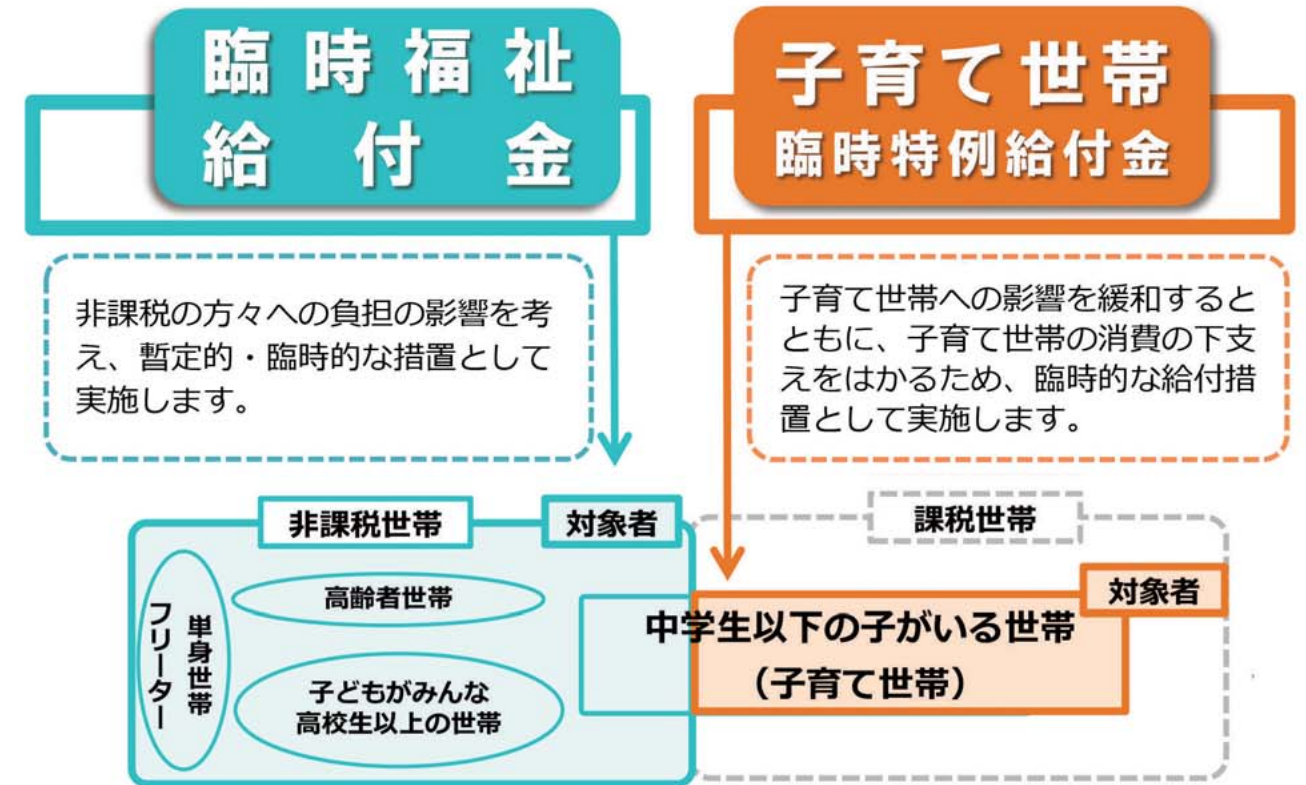 臨時福祉
給付金
子育て世帯
臨時特例給付金
非課税の方々への負担の影響を考
え、暫定的・臨時的な措置として
実施します。
子育て世帯への影響を緩和すると
ともに、子育て世帯の消費の下支
えをはかるため、臨時的な給付措
置として実施します。
非課税世帯
対象者
課税世帯
対象者
単身世帯
フリーター
高齢者世帯
子どもがみんな
高校生以上の世帯
中学生以下の子がいる世帯
（子育て世帯）